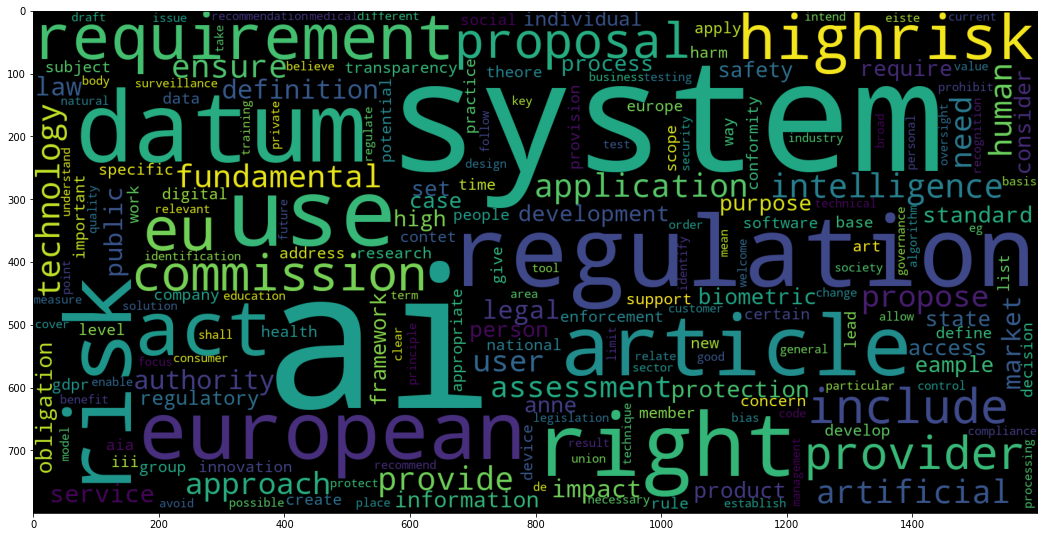 0
100
200
300
400
500
600
700
0
200
400
600
800
1000
1200
1400
draft
issue
recommendation
medical
different
social
individual
apply
intend
eiste
current
requirement
take
proposal
highrisk
subject
body
ensure
believe
transparency
process
harm
theore
business
testing
safety
require
value
prohibit
law
surveillance
definition
data
natural
datum
training
private
regulate
potential
practice
system
key
follow
design
europe
provision
test
scope
security
way
conformity
industry
broad
personal
need
oversight
recognition
human
consider
technology
understand
important
quality
specific
fundamental
digital
relevant
work
public
eu
use
future
set
case
time
high
people
contet
application
development
order
intelligence
purpose
technical
basis
software
base
standard
eg
algorithm
governance
art
mean
identify
welcome
society
list
point
identification
address
research
give
tool
regulation
commission
measure
solution
company
education
term
area
support
biometric
change
propose
cover
risk
level
act
shall
health
ai
clear
framework
principle
appropriate
legal
enforcement
customer
certain
person
national
user
article
limit
new
good
relate
sector
general
lead
allow
state
define
access
market
decision
focus
consumer
gdpr
enable
benefit
authority
regulatory
obligation
model
aia
iii
european
assessment
protection
particular
control
eample
concern
code
include
anne
legislation
member
bias
device
result
union
technique
right
develop
compliance
provider
processing
group
innovation
recommend
service
approach
protect
provide
de
impact
necessary
product
management
artificial
avoid
possible
create
place
information
rule
establish